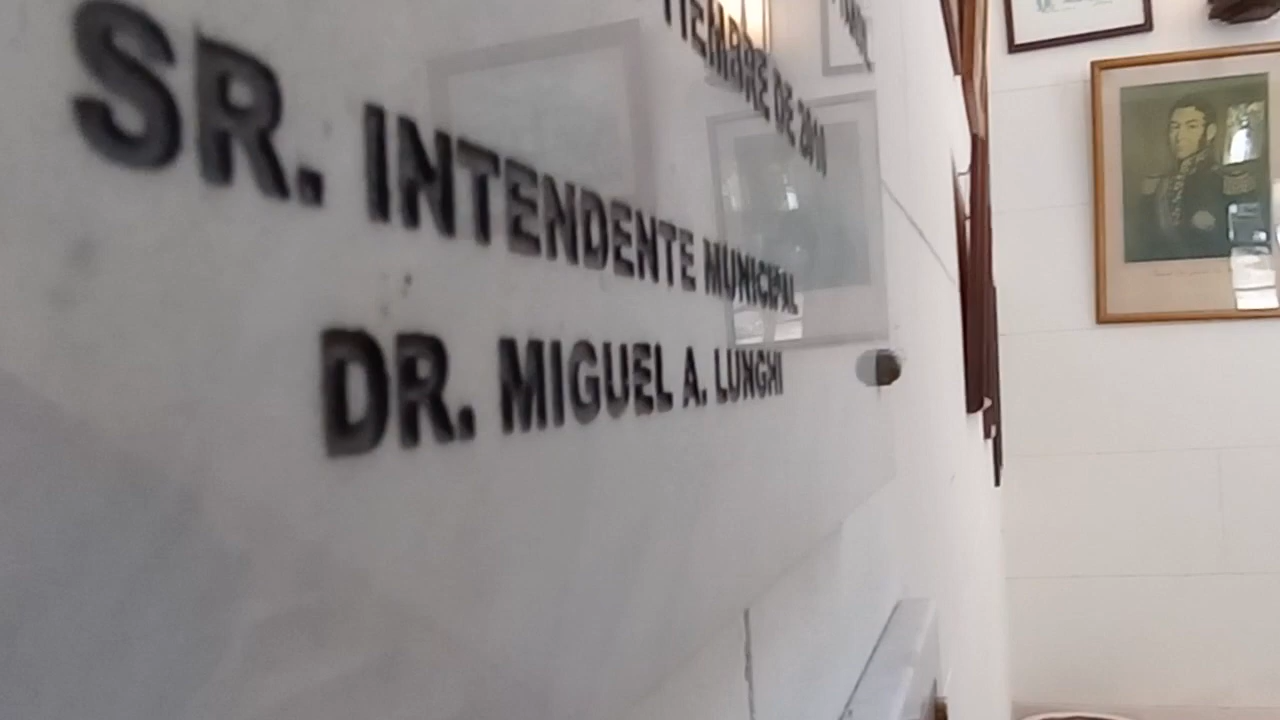 TIEMBRE DE 2011
SR. INTENDENTE MUNICIPAL
DR. MIGUEL A. LUNGHI